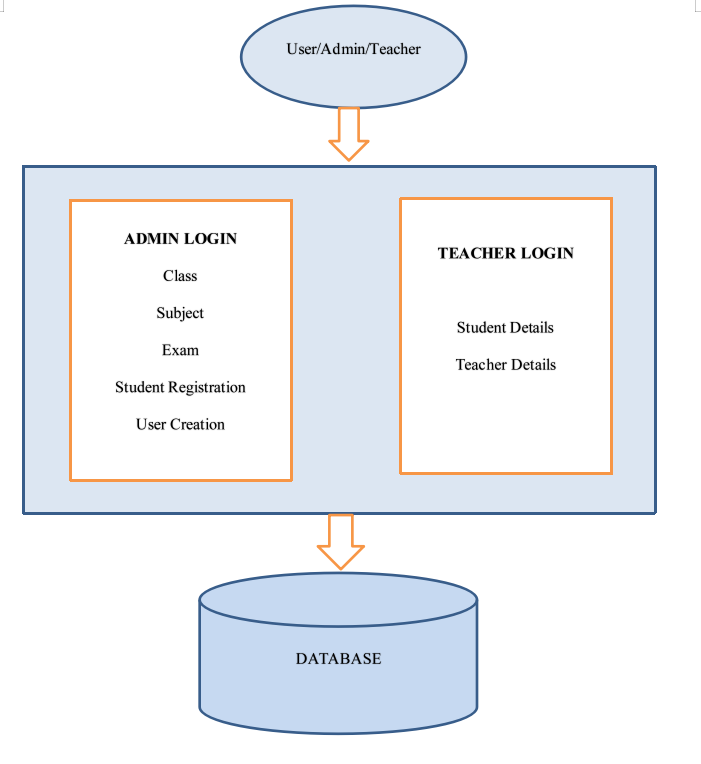 User/Admin/Teacher
ADMIN LOGIN
Class
Subject
Exam
Student Registration
User Creation
TEACHER LOGIN
Student Details
Teacher Details
DATABASE